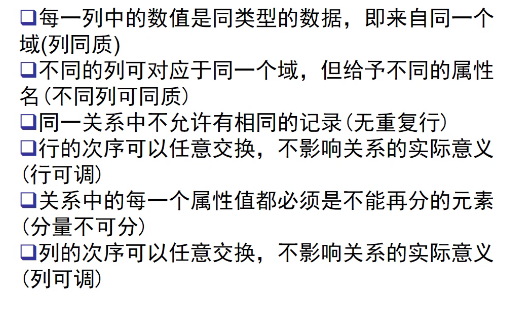 ❑每一列中的数值是同类型的数据，即来自同一个
域(列同质)
❑不同的列可对应于同一个域，但给予不同的属性
名(不同列可同质)
❑同一关系中不允许有相同的记录(无重复行)
❑行的次序可以任意交换，不影响关系的实际意义
(行可调)
❑关系中的每一个属性值都必须是不能再分的元素
(分量不可分)
❑列的次序可以任意交换，不影响关系的实际意义
(列可调)